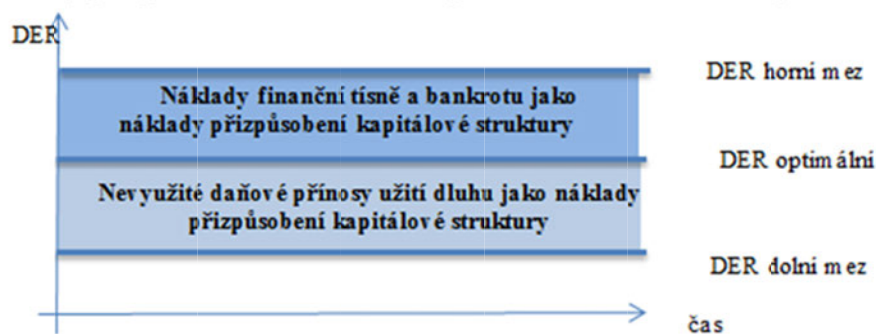 DER
DER horní mez
Náklady finanční tísně a bankrotu jako
náklady přizpůsobení kapitálové struktury
DER optimální
Nevyužité daňové přínosy užití dluhu jako náklady
přizpůsobení kapitálové struktury
DER dolní mez
čas